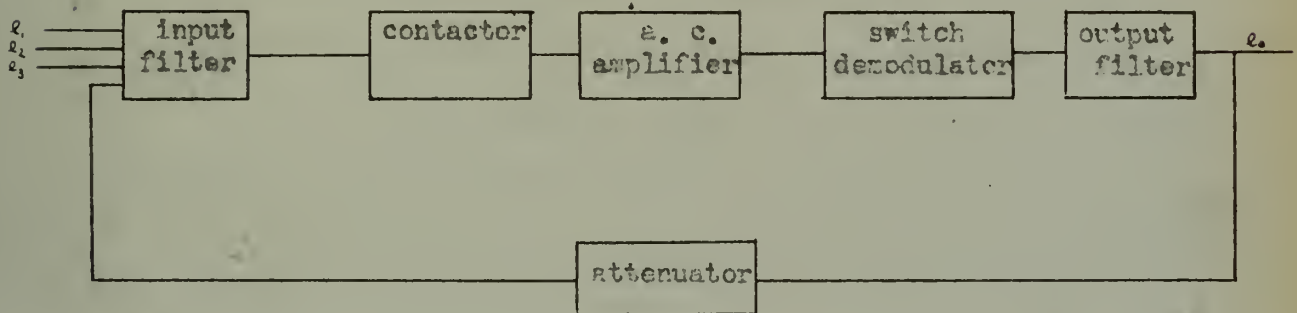 e₁
e₂
e₃
input
filter
contactor
a. c.
amplifier
switch
demodulator
output
filter
e₀
attenuator